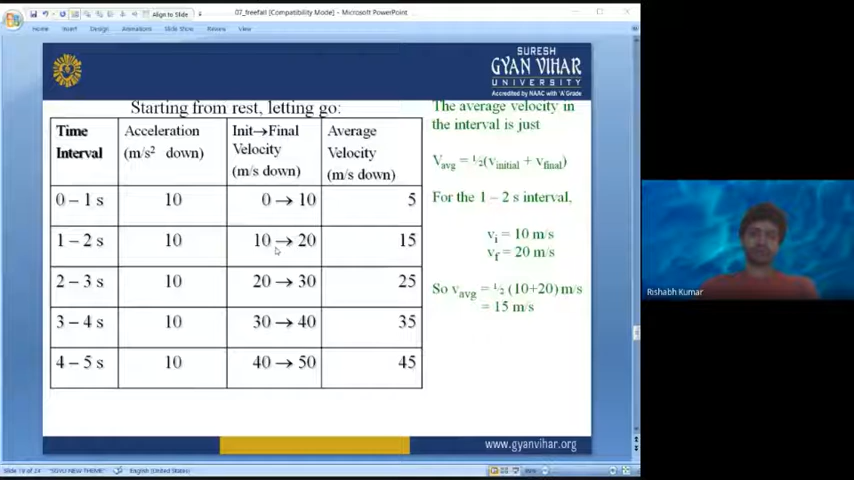 07_freefall [Compatibility Mode] - PowerPoint
Align to Slide
Home Insert Design Animations Slide Show Review View
SURESH
GYAN VIHAR
UNIVERSITY
Accredited by NAAC with 'A' Grade
Starting from rest, letting go:
Time Interval Acceleration (m/s² down) Init→Final Velocity (m/s down) Average Velocity (m/s down)
0 – 1 s 10 0 → 10 5
1 – 2 s 10 10 → 20 15
2 – 3 s 10 20 → 30 25
3 – 4 s 10 30 → 40 35
4 – 5 s 10 40 → 50 45
The average velocity in
the interval is just
Vavg = ½(vinitial + vfinal)
For the 1 – 2 s interval,
vi = 10 m/s
vf = 20 m/s
So vavg = ½ (10+20) m/s
= 15 m/s
Rishabh Kumar
www.gyanvihar.org
English (United States)